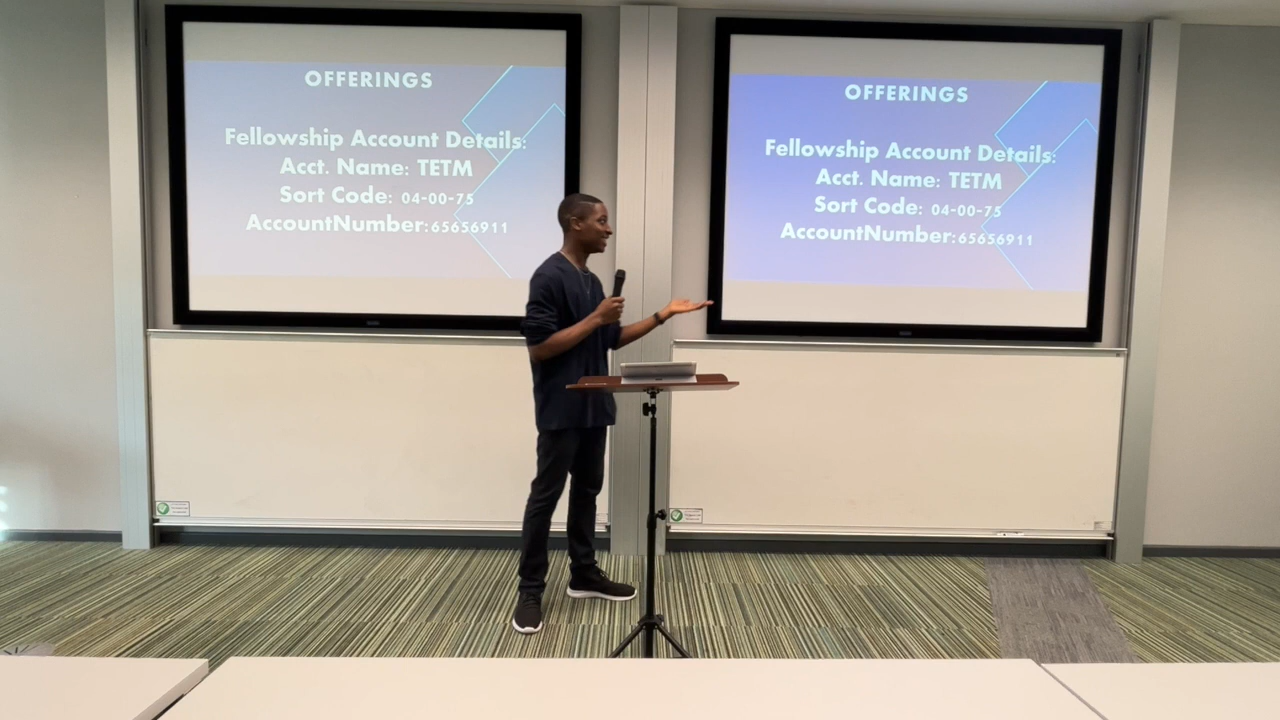 OFFERINGS
Fellowship Account Details:
Acct. Name: TETM
Sort Code: 04-00-75
AccountNumber:65656911
OFFERINGS
Fellowship Account Details:
Acct. Name: TETM
Sort Code: 04-00-75
AccountNumber:65656911